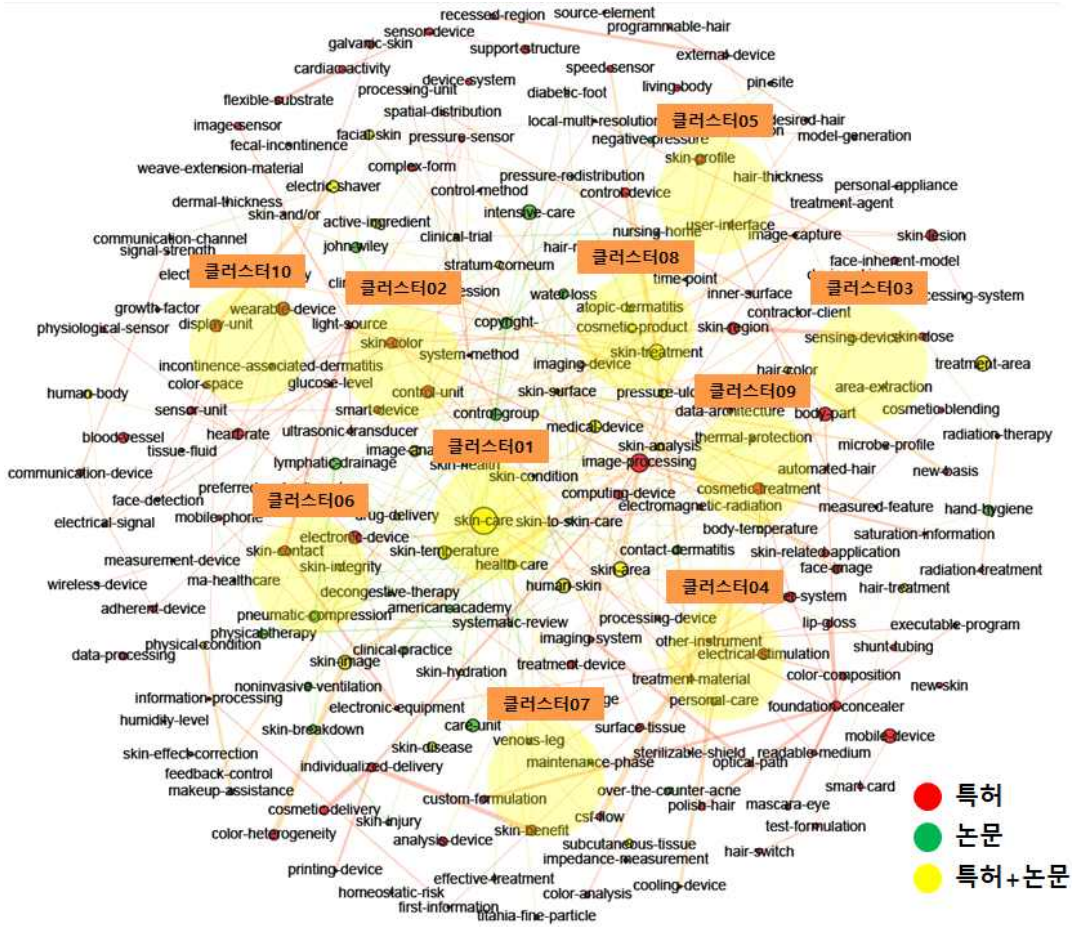 recessed-region
source-element
sensor-device
programmable-hair
galvanic-skin
support-structure
external-device
cardiac-activity
device-system
speed-sensor
processing-unit
living-body
pin-site
diabetic-foot
flexible-substrate
spatial-distribution
image-sensor
facial-skin
pressure-sensor
local-multi-resolution
클러스터05
desired-hair
fecal-incontinence
negative-pressure
model-generation
weave-extension-material
complex-form
skin-profile
electric-shaver
control-method
pressure-redistribution
hair-thickness
personal-appliance
dermal-thickness
control-device
treatment-agent
skin-and/or
active-ingredient
intensive-care
communication-channel
clinical-trial
nursing-home
user-interface
image-capture
skin-lesion
signal-strength
john-wiley
클러스터10
클러스터02
stratum-corneum
클러스터08
time-point
face-inherent-model
클러스터03
growth-factor
wearable-device
water-loss
atopic-dermatitis
inner-surface
contractor-client
physiological-sensor
display-unit
light-source
copyright-
cosmetic-product
skin-region
skin-color
system-method
skin-treatment
sensing-device
skin-dose
incontinence-associated-dermatitis
imaging-device
hair-color
treatment-area
human-body
color-space
glucose-level
control-unit
skin-surface
클러스터09
area-extraction
sensor-unit
smart-device
control-group
data-architecture
body-part
cosmetic-blending
blood-vessel
heart-rate
ultrasonic-transducer
클러스터01
medical-device
thermal-protection
radiation-therapy
tissue-fluid
skin-analysis
microbe-profile
lymphatic-drainage
skin-health
image-processing
communication-device
skin-condition
automated-hair
new-basis
클러스터06
computing-device
cosmetic-treatment
face-detection
electromagnetic-radiation
measured-feature
hand-hygiene
electrical-signal
mobile-phone
drug-delivery
skin-care
skin-to-skin-care
body-temperature
saturation-information
electronic-device
skin-contact
skin-temperature
contact-dermatitis
skin-related-application
measurement-device
skin-integrity
health-care
skin-area
face-image
radiation-treatment
wireless-device
ma-healthcare
decongestive-therapy
human-skin
클러스터04
hair-treatment
adherent-device
pneumatic-compression
american-academy
physical-therapy
systematic-review
processing-device
lip-gloss
executable-program
physical-condition
clinical-practice
imaging-system
other-instrument
shunt-tubing
data-processing
skin-image
skin-hydration
treatment-device
electrical-stimulation
color-composition
noninvasive-ventilation
treatment-material
new-skin
information-processing
electronic-equipment
클러스터07
personal-care
foundation-concealer
humidity-level
skin-breakdown
care-unit
surface-tissue
mobile-device
skin-effect-correction
skin-disease
venous-leg
sterilizable-shield
readable-medium
feedback-control
individualized-delivery
maintenance-phase
optical-path
makeup-assistance
over-the-counter-acne
smart-card
cosmetic-delivery
custom-formulation
polish-hair
mascara-eye
특허
color-heterogeneity
skin-injury
csf-flow
test-formulation
skin-benefit
analysis-device
subcutaneous-tissue
논문
printing-device
impedance-measurement
hair-switch
effective-treatment
cooling-device
특허+논문
homeostatic-risk
color-analysis
first-information
titania-fine-particle